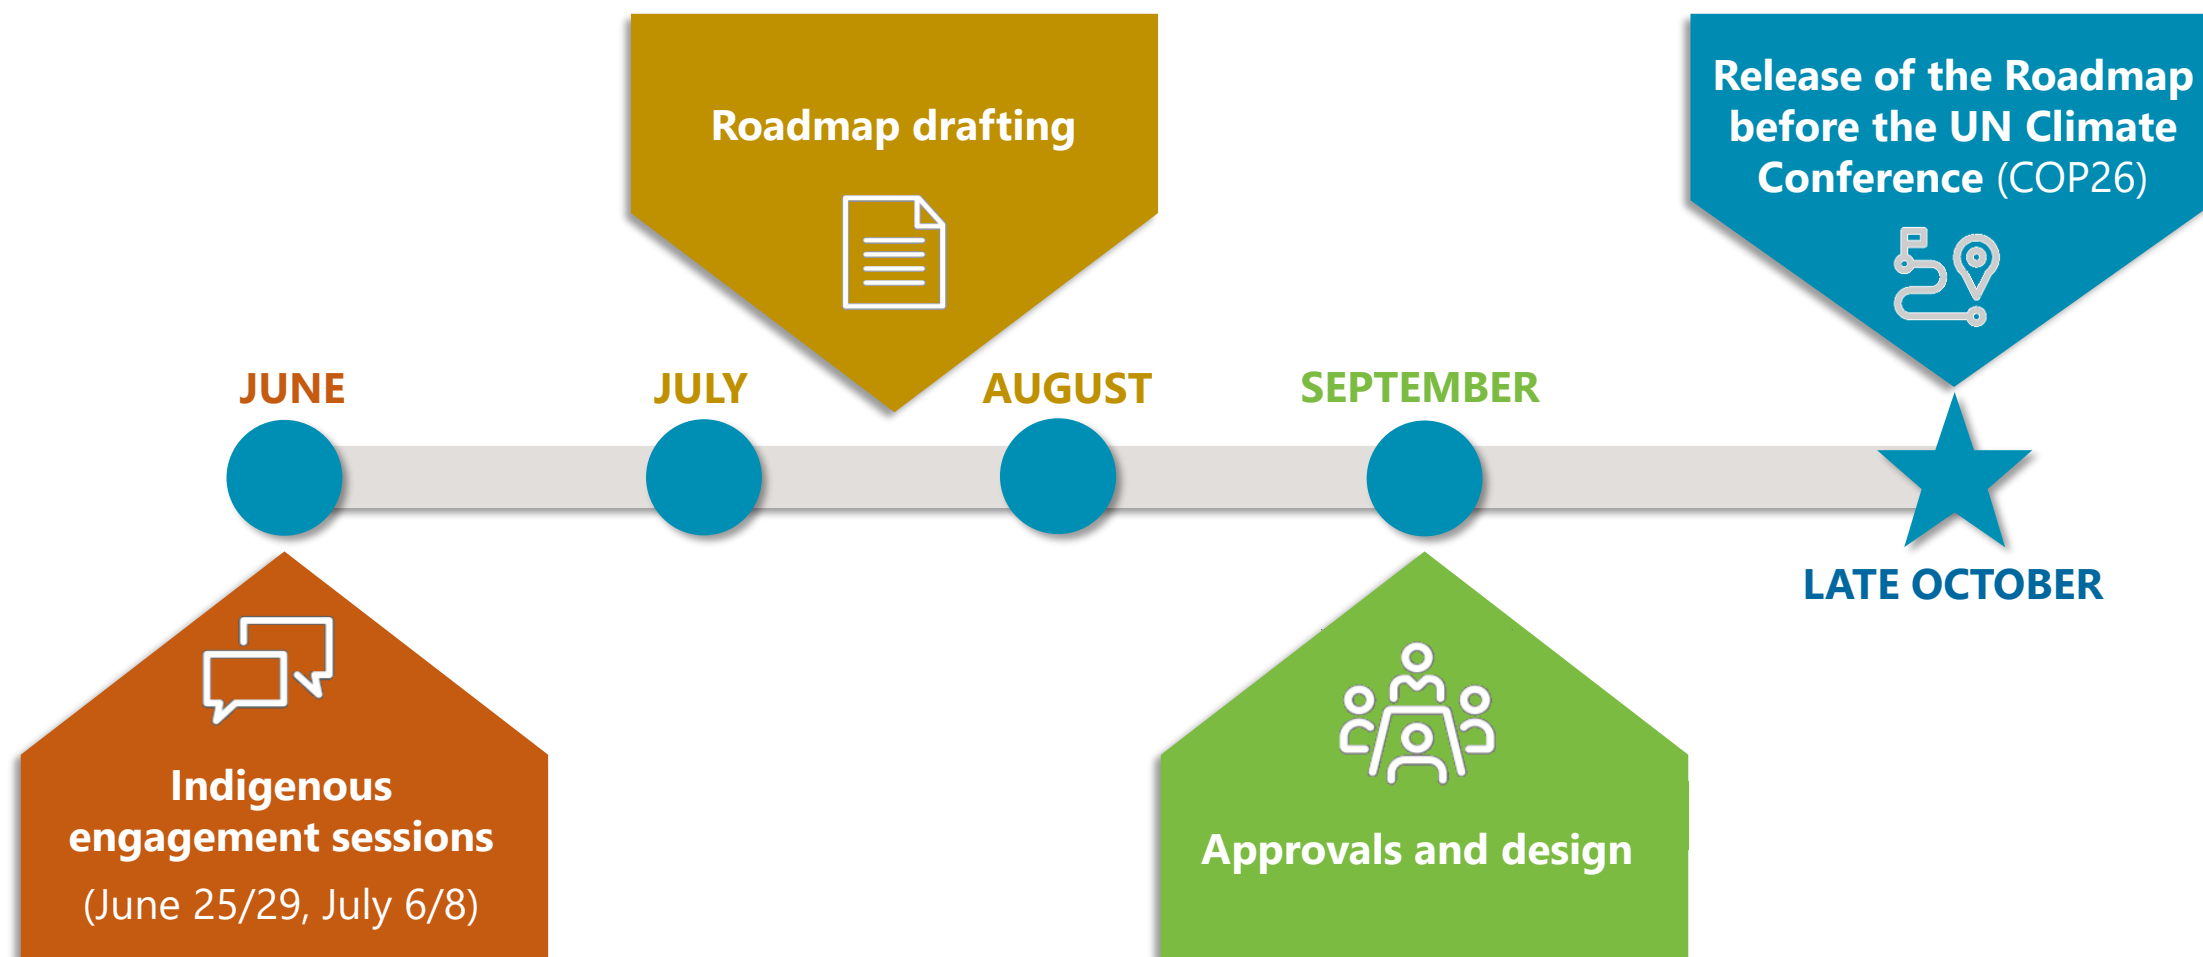 Roadmap drafting
Release of the Roadmap
before the UN Climate
Conference (COP26)
JUNE
JULY
AUGUST
SEPTEMBER
LATE OCTOBER
Indigenous
engagement sessions
(June 25/29, July 6/8)
Approvals and design